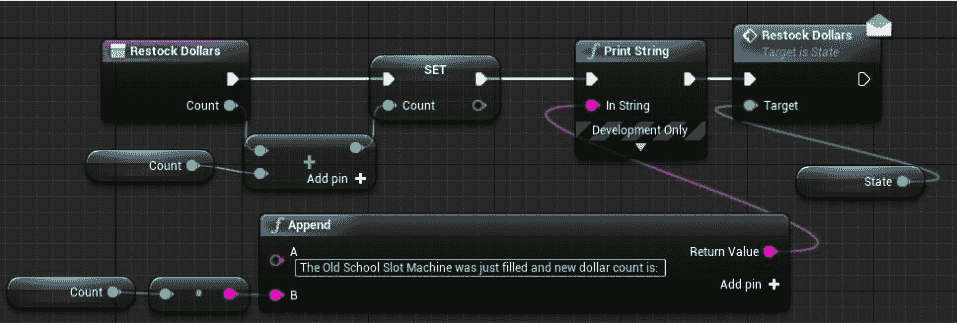 Restock Dollars
Count
Count
+
Add pin +
SET
Count
f Print String
In String
Development Only
Restock Dollars
Target is State
Target
State
f Append
A
The Old School Slot Machine was just filled and new dollar count is:
B
Return Value
Add pin +
Count